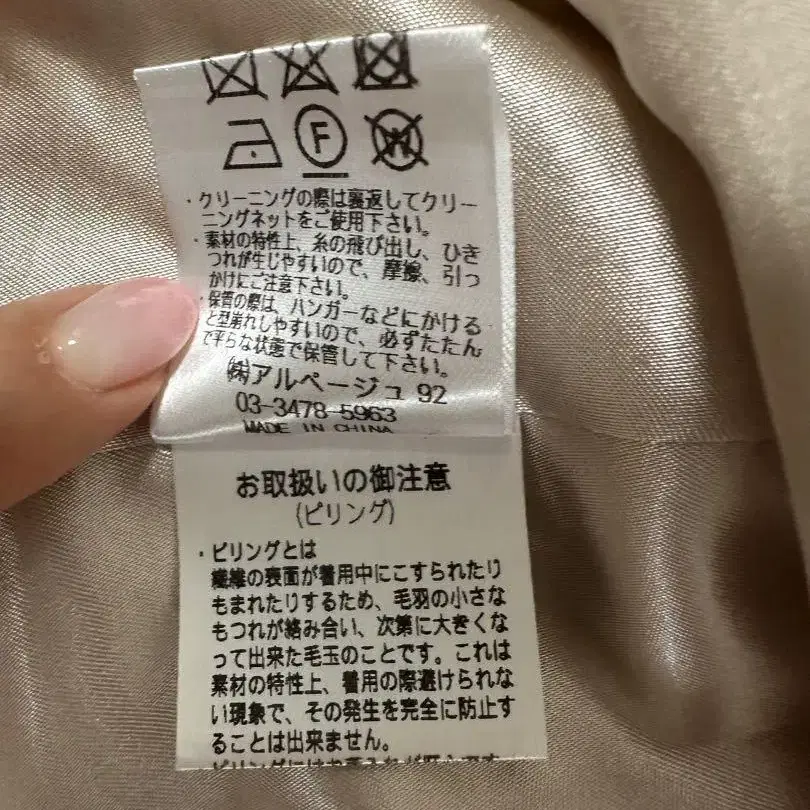 F
W
・クリーニングの際は裏返してクリー
ニングネットをご使用下さい。
・素材の特性上、糸の飛び出し、ひき
つれが生じやすいので、摩擦、引っ
かけにご注意下さい。
・保管の際は、ハンガーなどにかける
と型崩れしやすいので、必ずたたん
で平らな状態で保管して下さい。
㈱アルページュ 92
03-3478-5963
MADE IN CHINA
お取扱いの御注意
(ピリング)
・ピリングとは
繊維の表面が着用中にこすられたり
もまれたりするため、毛羽の小さな
もつれが絡み合い、次第に大きくな
って出来た毛玉のことです。これは
素材の特性上、着用の際避けられな
い現象で、その発生を完全に防止す
ることは出来ません。